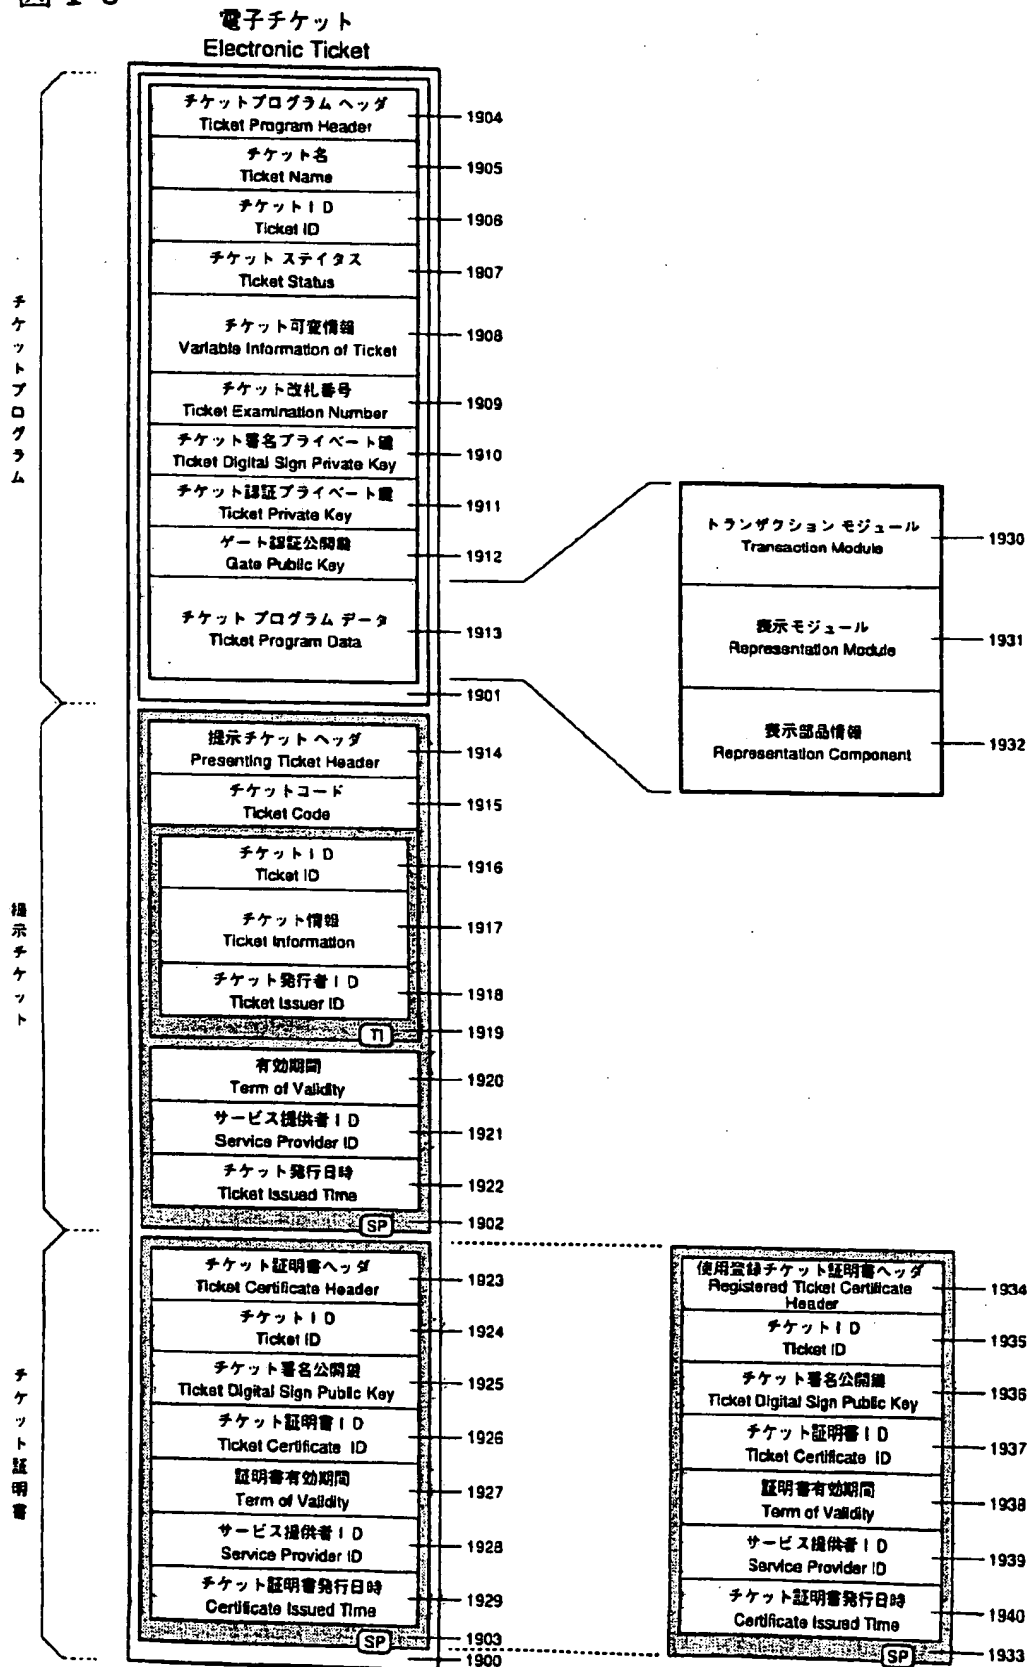 電子チケット
Electronic Ticket
チケットプログラム
チケットプログラム ヘッダ
Ticket Program Header
1904
チケット名
Ticket Name
1905
チケットID
Ticket ID
1906
チケット ステイタス
Ticket Status
1907
チケット可変情報
Variable Information of Ticket
1908
チケット改札番号
Ticket Examination Number
1909
チケット署名プライベート鍵
Ticket Digital Sign Private Key
1910
チケット認証プライベート鍵
Ticket Private Key
1911
ゲート認証公開鍵
Gate Public Key
1912
チケット プログラム データ
Ticket Program Data
1913
1901
トランザクション モジュール
Transaction Module
1930
表示モジュール
Representation Module
1931
表示部品情報
Representation Component
1932
提示チケット
提示チケット ヘッダ
Presenting Ticket Header
1914
チケットコード
Ticket Code
1915
チケットID
Ticket ID
1916
チケット情報
Ticket Information
1917
チケット発行者ID
Ticket Issuer ID
1918
TI
1919
有効期間
Term of Validity
1920
サービス提供者ID
Service Provider ID
1921
チケット発行日時
Ticket Issued Time
1922
SP
1902
チケット証明書
チケット証明書ヘッダ
Ticket Certificate Header
1923
チケットID
Ticket ID
1924
チケット署名公開鍵
Ticket Digital Sign Public Key
1925
チケット証明書ID
Ticket Certificate ID
1926
証明書有効期間
Term of Validity
1927
サービス提供者ID
Service Provider ID
1928
チケット証明書発行日時
Certificate Issued Time
1929
SP
1903
1900
使用登録チケット証明書ヘッダ
Registered Ticket Certificate
Header
1934
チケットID
Ticket ID
1935
チケット署名公開鍵
Ticket Digital Sign Public Key
1936
チケット証明書ID
Ticket Certificate ID
1937
証明書有効期間
Term of Validity
1938
サービス提供者ID
Service Provider ID
1939
チケット証明書発行日時
Certificate Issued Time
1940
SP
1933